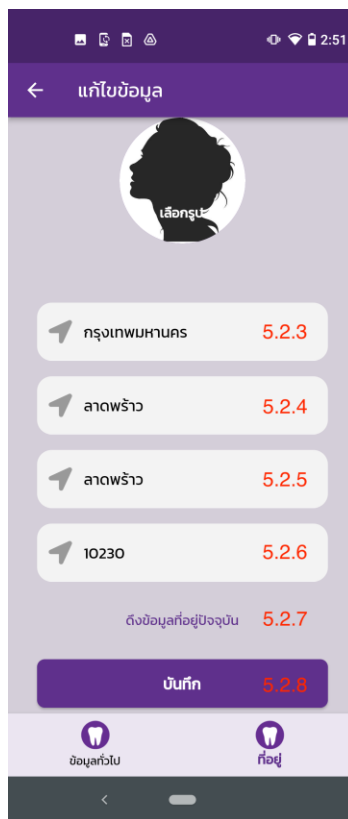 2:51
แก้ไขข้อมูล
เลือกรูป
กรุงเทพมหานคร 5.2.3
ลาดพร้าว 5.2.4
ลาดพร้าว 5.2.5
10230 5.2.6
ดึงข้อมูลที่อยู่ปัจจุบัน 5.2.7
บันทึก 5.2.8
ข้อมูลทั่วไป ที่อยู่